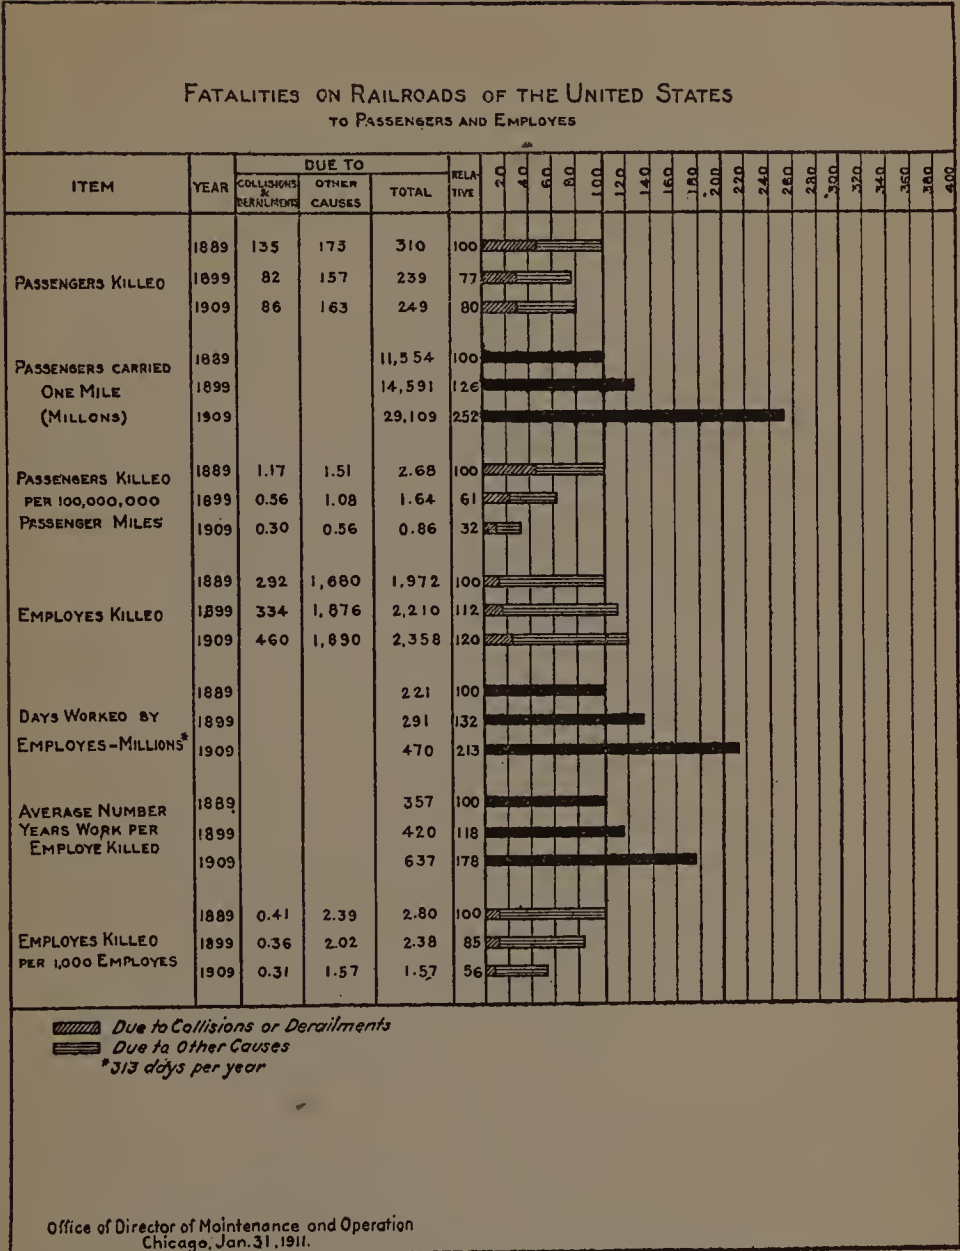 FATALITIES ON RAILROADS OF THE UNITED STATES
TO PASSENGERS AND EMPLOYES
ITEM YEAR DUE TO RELA-TIVE 20 40 60 80 100 120 140 160 180 200 220 240 260 280 300 320 340 360 380 400
COLLISIONS & DERAILMENTS OTHER CAUSES TOTAL
PASSENGERS KILLED
1889 135 175 310 100
1899 82 157 239 77
1909 86 163 249 80
PASSENGERS CARRIED
ONE MILE
(MILLONS)
1889 11,554 100
1899 14,591 126
1909 29,109 252
PASSENGERS KILLED
PER 100,000,000
PASSENGER MILES
1889 1.17 1.51 2.68 100
1899 0.56 1.08 1.64 61
1909 0.30 0.56 0.86 32
EMPLOYES KILLED
1889 292 1,680 1,972 100
1899 334 1,876 2,210 112
1909 460 1,890 2,358 120
DAYS WORKED BY
EMPLOYES-MILLIONS*
1889 221 100
1899 291 132
1909 470 213
AVERAGE NUMBER
YEARS WORK PER
EMPLOYE KILLED
1889 357 100
1899 420 118
1909 637 178
EMPLOYES KILLED
PER 1,000 EMPLOYES
1889 0.41 2.39 2.80 100
1899 0.36 2.02 2.38 85
1909 0.31 1.57 1.57 56
Due to Collisions or Derailments
Due to Other Causes
*313 days per year
Office of Director of Maintenance and Operation
Chicago, Jan. 31, 1911.